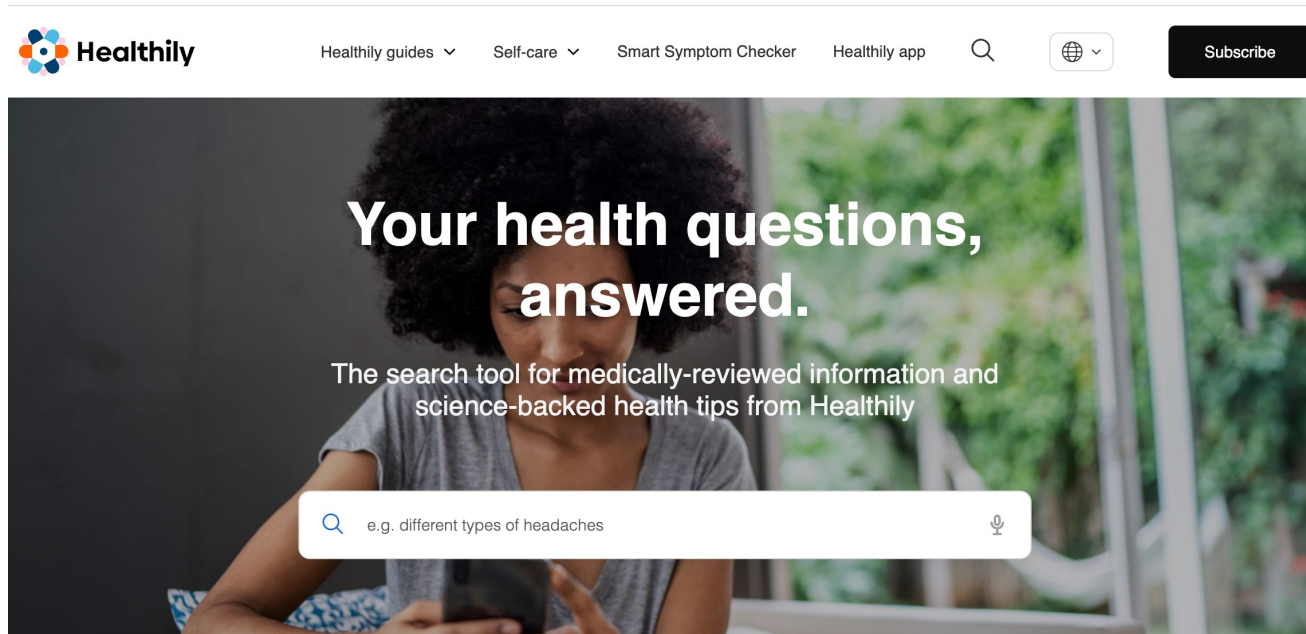 Healthily
Healthily guides
Self-care
Smart Symptom Checker
Healthily app
Subscribe
Your health questions,
answered.
The search tool for medically-reviewed information and
science-backed health tips from Healthily
e.g. different types of headaches